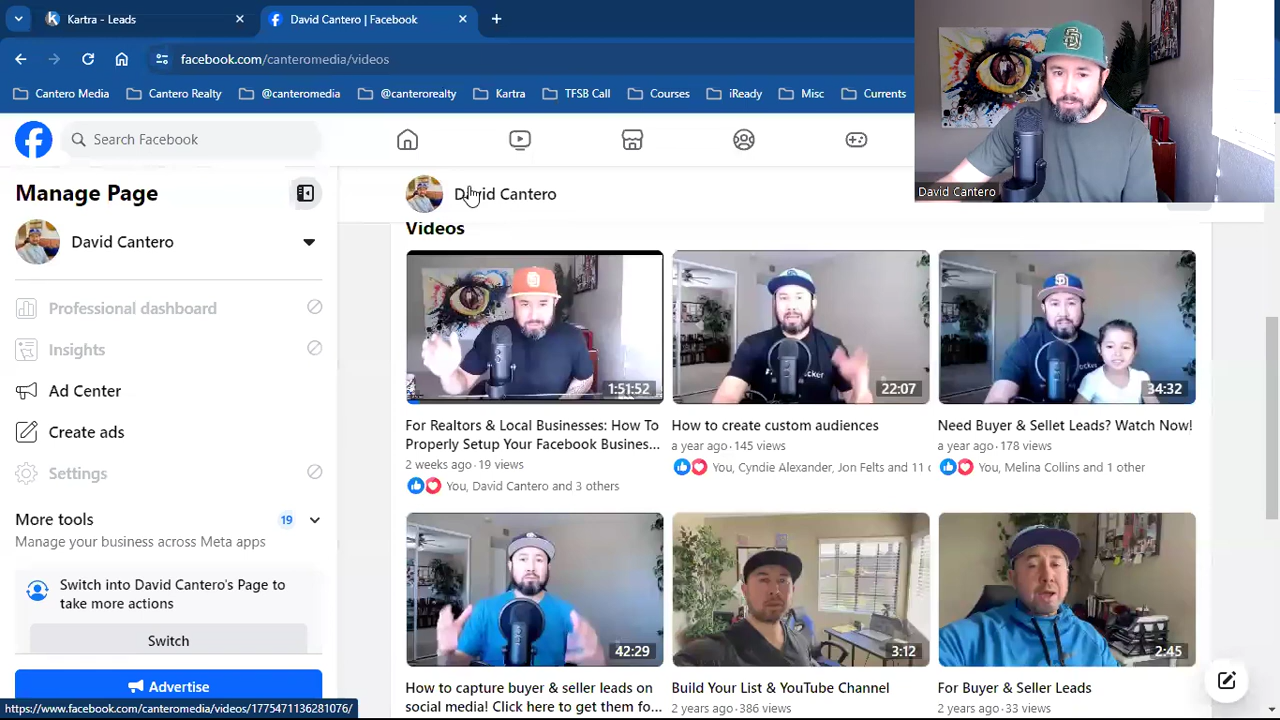 Kartra - Leads
David Cantero | Facebook
facebook.com/canteromedia/videos
Cantero Media
Cantero Realty
@canteromedia
@canterorealty
Kartra
TFSB Call
Courses
iReady
Misc
Currents
David Cantero
Search Facebook
Manage Page
David Cantero
Professional dashboard
Insights
Ad Center
Create ads
Settings
More tools
19
Manage your business across Meta apps
Switch into David Cantero's Page to
take more actions
Switch
Advertise
https://www.facebook.com/canteromedia/videos/1775471136281076/
David Cantero
Videos
1:51:52
For Realtors & Local Businesses: How To
Properly Setup Your Facebook Busines...
2 weeks ago · 19 views
You, David Cantero and 3 others
22:07
How to create custom audiences
a year ago · 145 views
You, Cyndie Alexander, Jon Felts and 11 o
34:32
Need Buyer & Sellet Leads? Watch Now!
a year ago · 178 views
You, Melina Collins and 1 other
42:29
How to capture buyer & seller leads on
social media! Click here to get them fo...
3:12
Build Your List & YouTube Channel
2 years ago · 386 views
2:45
For Buyer & Seller Leads
2 years ago · 33 views